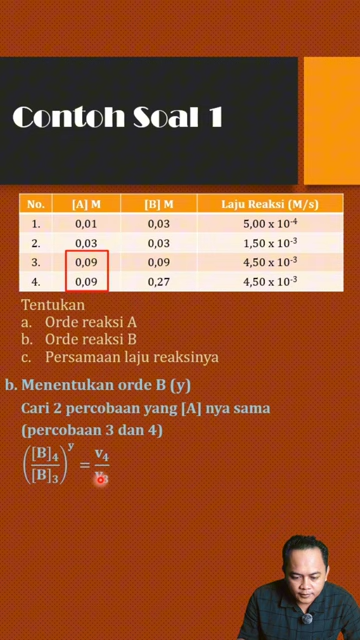 Contoh Soal 1
No. [A] M [B] M Laju Reaksi (M/s)
1. 0,01 0,03 5,00 x 10⁻⁴
2. 0,03 0,03 1,50 x 10⁻³
3. 0,09 0,09 4,50 x 10⁻³
4. 0,09 0,27 4,50 x 10⁻³
Tentukan
a. Orde reaksi A
b. Orde reaksi B
c. Persamaan laju reaksinya
b. Menentukan orde B (y)
Cari 2 percobaan yang [A] nya sama
(percobaan 3 dan 4)
([B]₄/[B]₃)^y = v₄/v₃